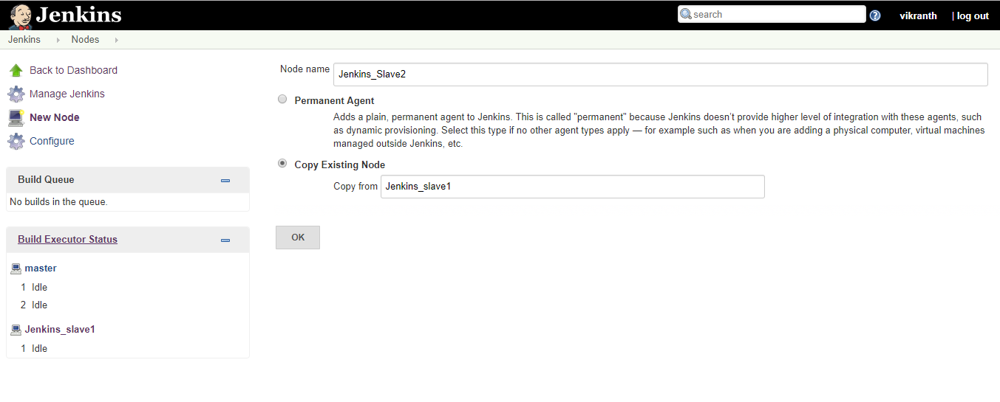 Jenkins
search
vikranth
| log out
Jenkins
Nodes
Back to Dashboard
Manage Jenkins
New Node
Configure
Build Queue
No builds in the queue.
Build Executor Status
master
1 Idle
2 Idle
Jenkins_slave1
1 Idle
Node name
Jenkins_Slave2
Permanent Agent
Adds a plain, permanent agent to Jenkins. This is called "permanent" because Jenkins doesn't provide higher level of integration with these agents, such
as dynamic provisioning. Select this type if no other agent types apply — for example such as when you are adding a physical computer, virtual machines
managed outside Jenkins, etc.
Copy Existing Node
Copy from
Jenkins_slave1
OK